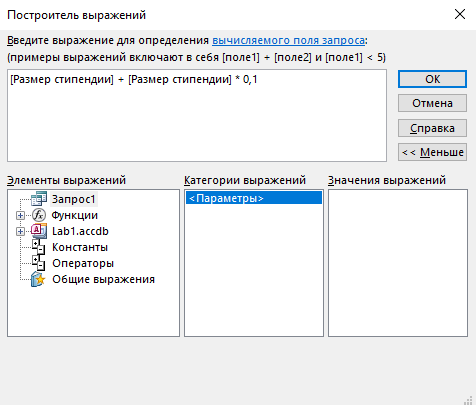 Построитель выражений
Введите выражение для определения вычисляемого поля запроса:
(примеры выражений включают в себя [поле1] + [поле2] и [поле1] < 5)
[Размер стипендии] + [Размер стипендии] * 0,1
ОК
Отмена
Справка
<< Меньше
Элементы выражений
Категории выражений
Значения выражений
Запрос1
Функции
Lab1.accdb
Константы
Операторы
Общие выражения
<Параметры>